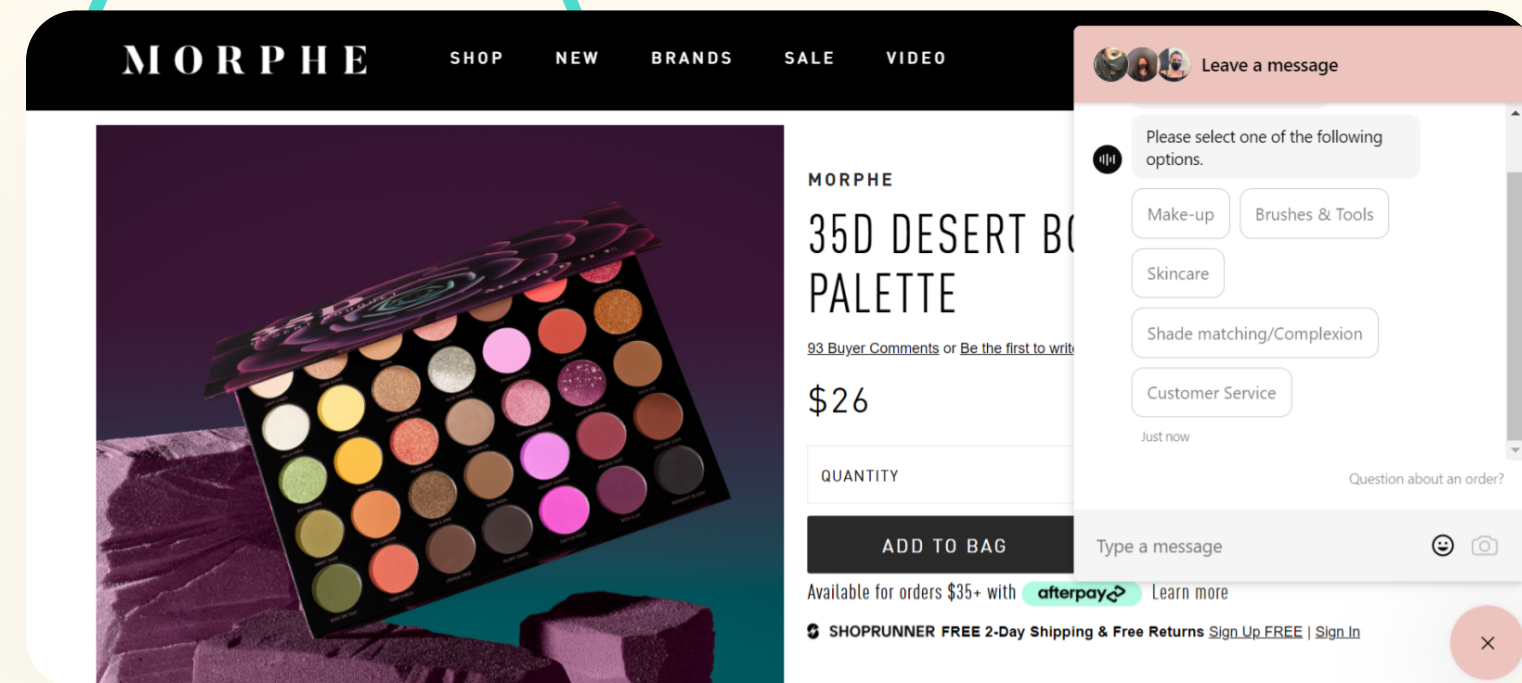 MORPHE
SHOP NEW BRANDS SALE VIDEO
MORPHE
35D DESERT BO
PALETTE
93 Buyer Comments or Be the first to write
$26
QUANTITY
ADD TO BAG
Available for orders $35+ with afterpay Learn more
SHOPRUNNER FREE 2-Day Shipping & Free Returns Sign Up FREE | Sign In
Leave a message
Please select one of the following
options.
Make-up Brushes & Tools
Skincare
Shade matching/Complexion
Customer Service
Just now
Question about an order?
Type a message